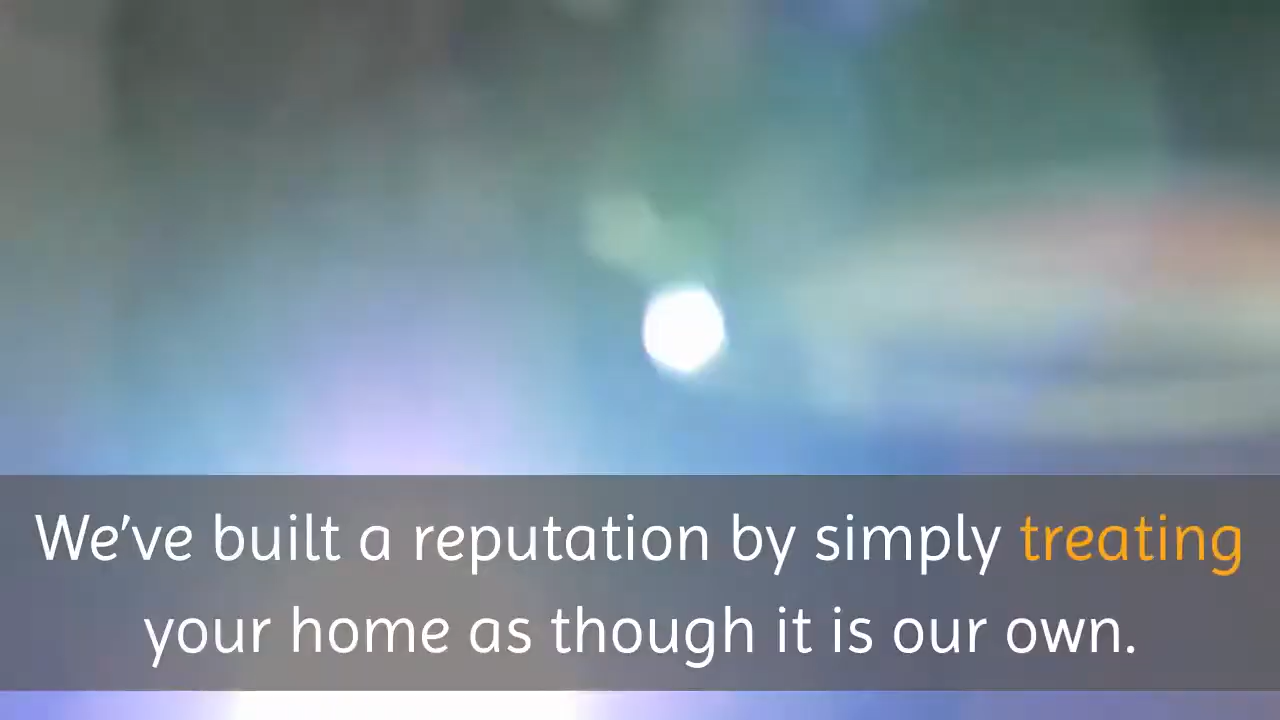 We've built a reputation by simply treating
your home as though it is our own.